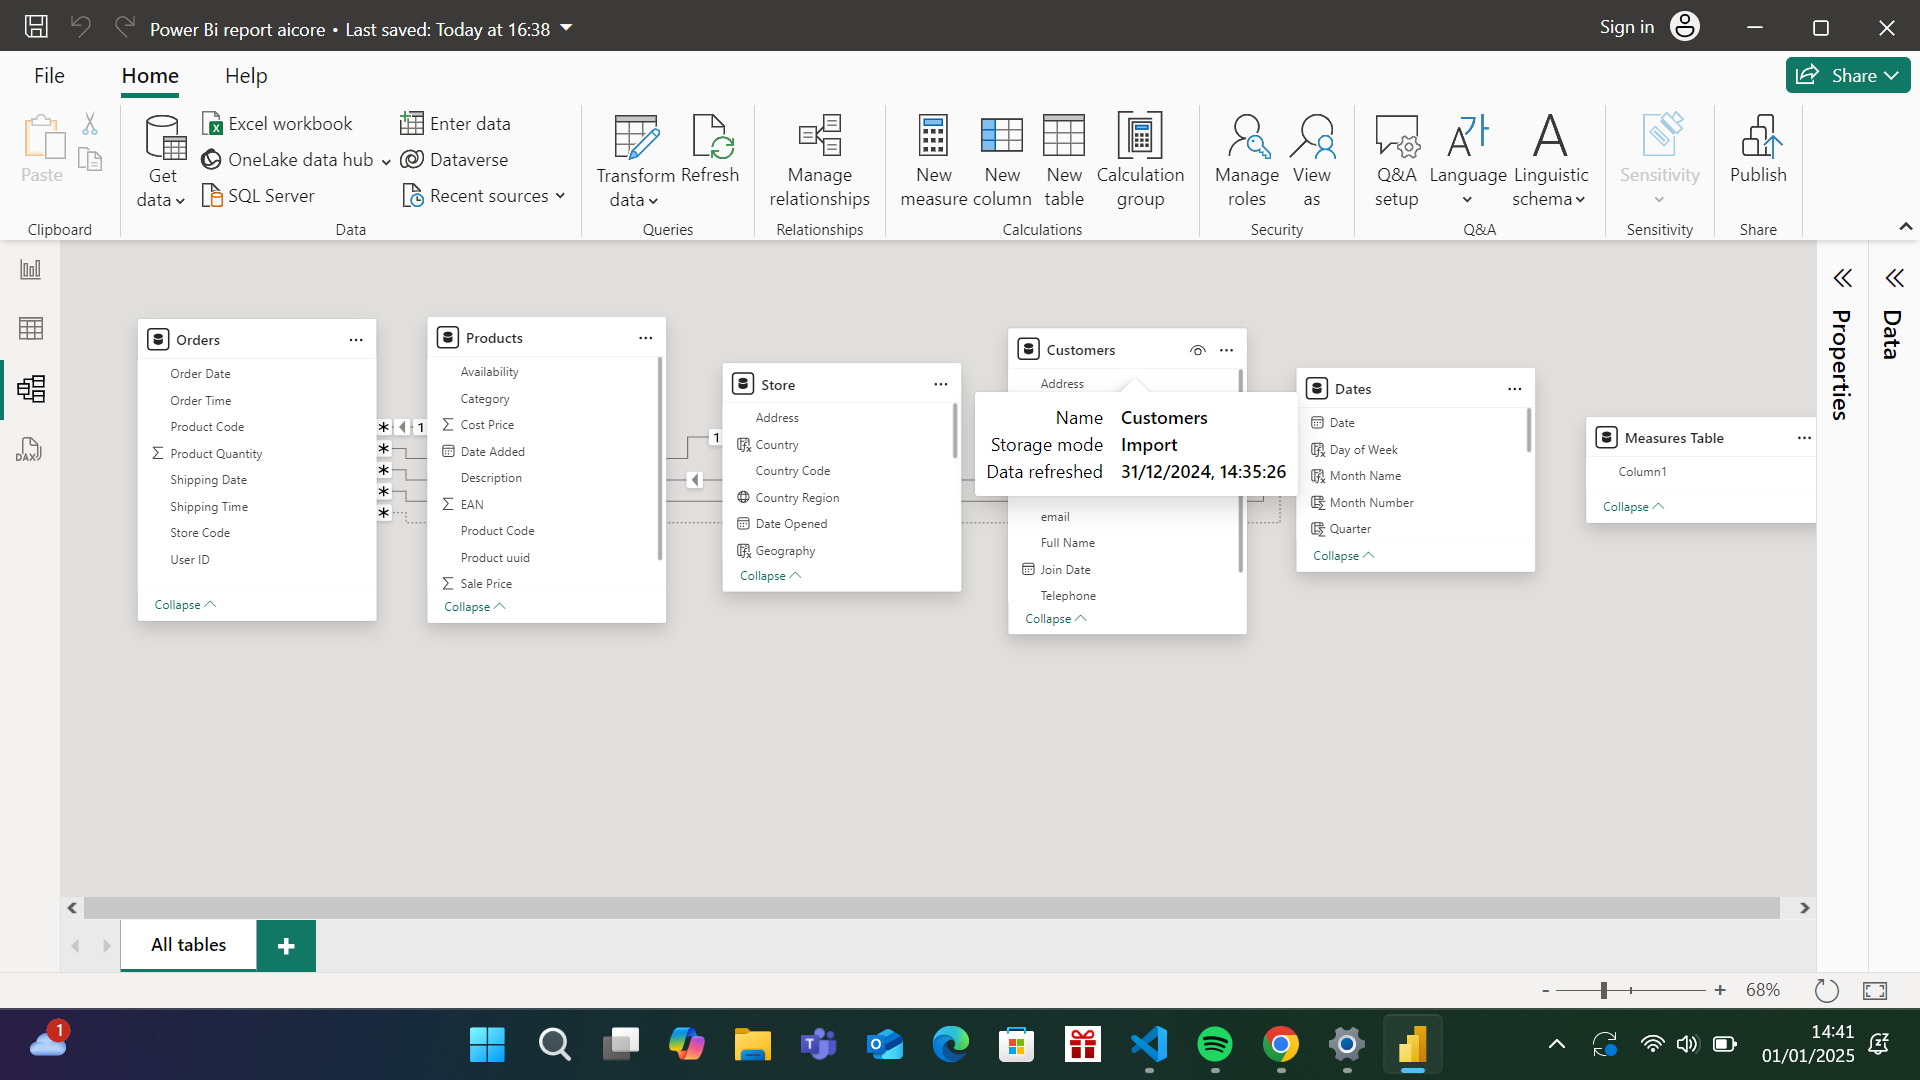 Power Bi report aicore • Last saved: Today at 16:38
Sign in
File
Home
Help
Share
Paste
Clipboard
Get data
Excel workbook
OneLake data hub
SQL Server
Enter data
Dataverse
Recent sources
Data
Transform data
Refresh
Queries
Manage relationships
Relationships
New measure
New column
New table
Calculation group
Calculations
Manage roles
View as
Security
Q&A setup
Language
Linguistic schema
Q&A
Sensitivity
Sensitivity
Publish
Share
DAX
Orders
Order Date
Order Time
Product Code
Product Quantity
Shipping Date
Shipping Time
Store Code
User ID
Collapse
* 1
*
*
*
*
Products
Availability
Category
Cost Price
Date Added
Description
EAN
Product Code
Product uuid
Sale Price
Collapse
1
Store
Address
Country
Country Code
Country Region
Date Opened
Geography
Collapse
Customers
Address
Name Customers
Storage mode Import
Data refreshed 31/12/2024, 14:35:26
email
Full Name
Join Date
Telephone
Collapse
Dates
Date
Day of Week
Month Name
Month Number
Quarter
Collapse
Measures Table
Column1
Collapse
Properties
Data
All tables
+
- + 68%
1
14:41
01/01/2025